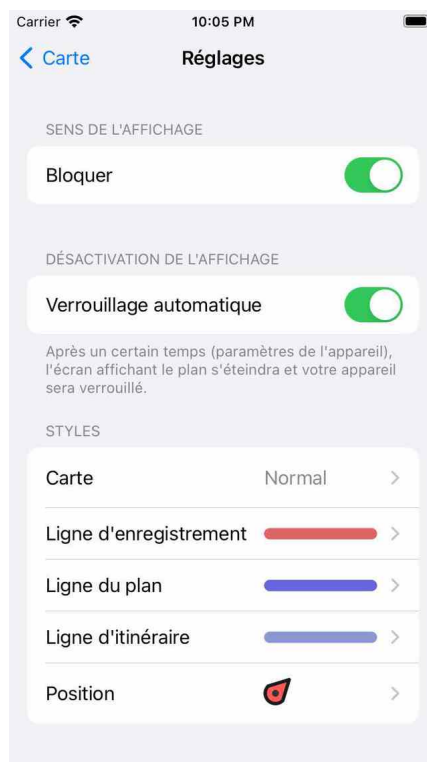 Carrier 10:05 PM
Carte Réglages
SENS DE L'AFFICHAGE
Bloquer
DÉSACTIVATION DE L'AFFICHAGE
Verrouillage automatique
Après un certain temps (paramètres de l'appareil),
l'écran affichant le plan s'éteindra et votre appareil
sera verrouillé.
STYLES
Carte Normal
Ligne d'enregistrement
Ligne du plan
Ligne d'itinéraire
Position